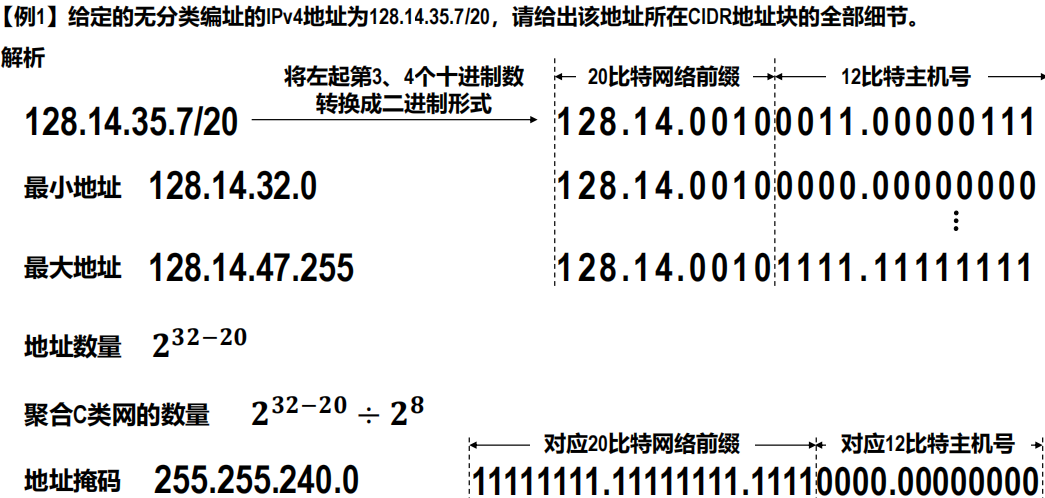 【例1】给定的无分类编址的IPv4地址为128.14.35.7/20，请给出该地址所在CIDR地址块的全部细节。
解析
将左起第3、4个十进制数
转换成二进制形式
20比特网络前缀 12比特主机号
128.14.35.7/20 128.14.00100011.00000111
最小地址 128.14.32.0 128.14.00100000.00000000
⋮
最大地址 128.14.47.255 128.14.00101111.11111111
地址数量 2^{32−20}
聚合C类网的数量 2^{32−20} ÷ 2^8
对应20比特网络前缀 对应12比特主机号
地址掩码 255.255.240.0 11111111.11111111.11110000.00000000